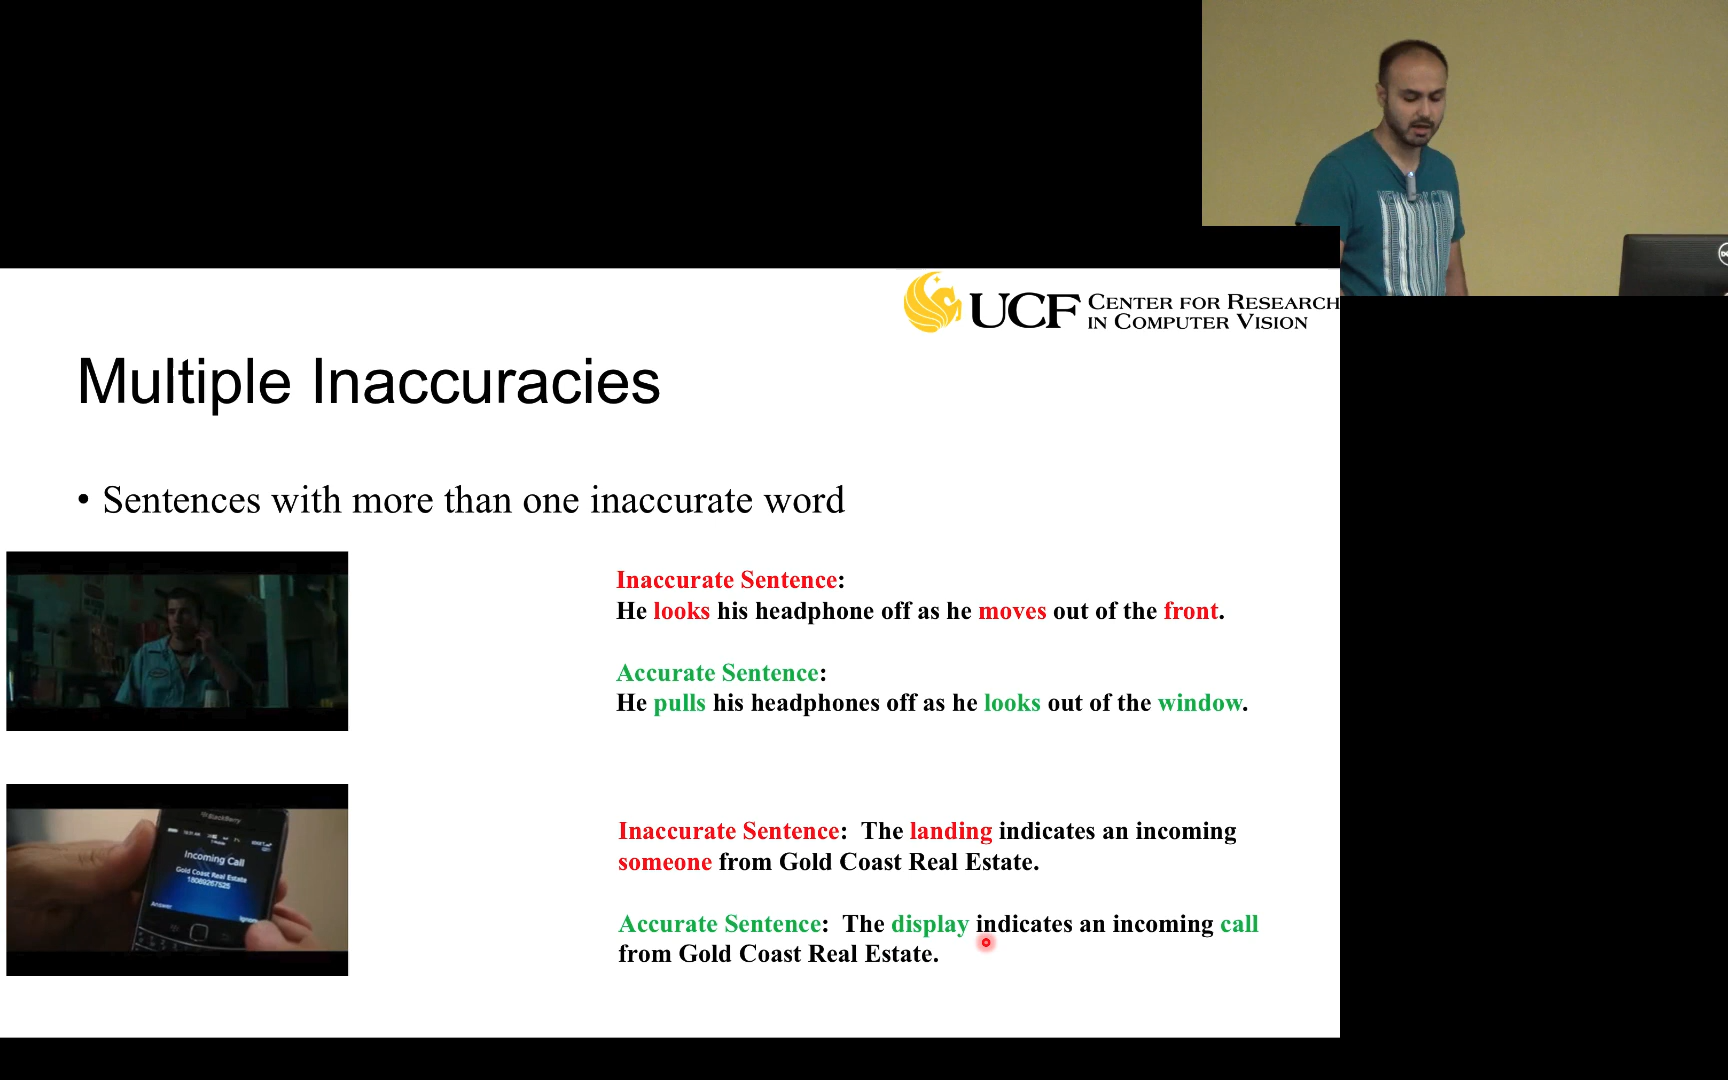 UCF CENTER FOR RESEARCH
IN COMPUTER VISION
Multiple Inaccuracies
• Sentences with more than one inaccurate word
Inaccurate Sentence:
He looks his headphone off as he moves out of the front.
Accurate Sentence:
He pulls his headphones off as he looks out of the window.
BlackBerry
Incoming Call
Gold Coast Real Estate
18089267525
Answer
Inaccurate Sentence: The landing indicates an incoming
someone from Gold Coast Real Estate.
Accurate Sentence: The display indicates an incoming call
from Gold Coast Real Estate.